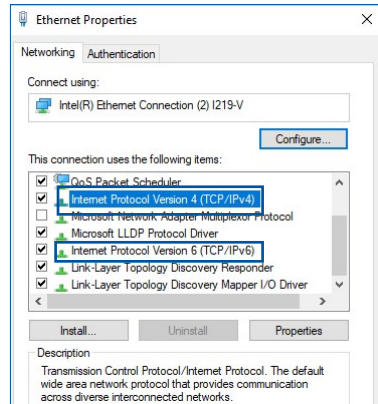 Ethernet Properties
Networking Authentication
Connect using:
Intel(R) Ethernet Connection (2) I219-V
Configure...
This connection uses the following items:
QoS Packet Scheduler
Internet Protocol Version 4 (TCP/IPv4)
Microsoft Network Adapter Multiplexor Protocol
Microsoft LLDP Protocol Driver
Internet Protocol Version 6 (TCP/IPv6)
Link-Layer Topology Discovery Responder
Link-Layer Topology Discovery Mapper I/O Driver
Install... Uninstall Properties
Description
Transmission Control Protocol/Internet Protocol. The default
wide area network protocol that provides communication
across diverse interconnected networks.